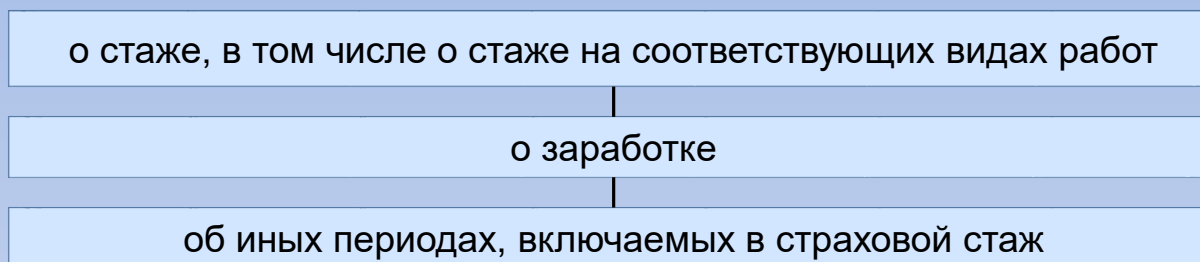 о стаже, в том числе о стаже на соответствующих видах работ
о заработке
об иных периодах, включаемых в страховой стаж